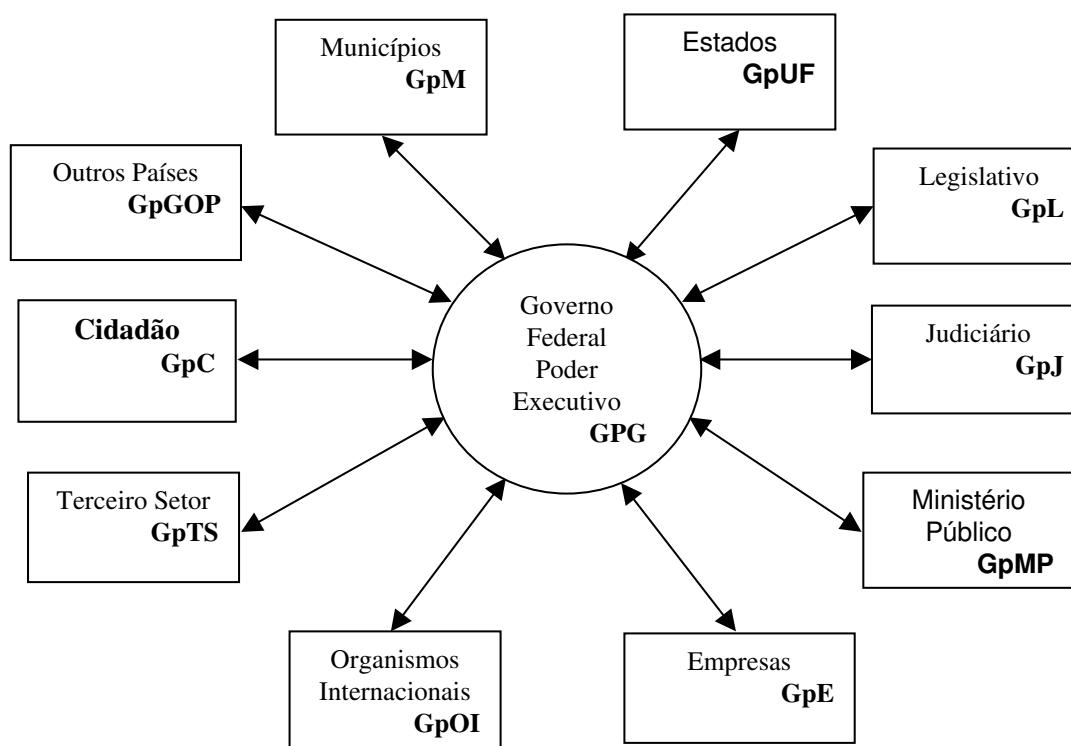 Municípios
GpM
Estados
GpUF
Outros Países
GpGOP
Legislativo
GpL
Governo
Federal
Poder
Executivo
GPG
Cidadão
GpC
Judiciário
GpJ
Terceiro Setor
GpTS
Ministério
Público
GpMP
Organismos
Internacionais
GpOI
Empresas
GpE